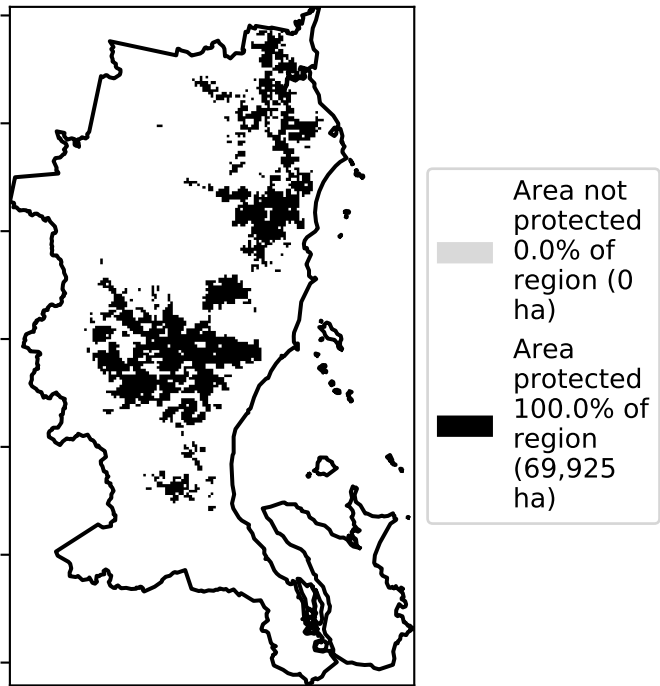 Area not
protected
0.0% of
region (0
ha)
Area
protected
100.0% of
region
(69,925
ha)